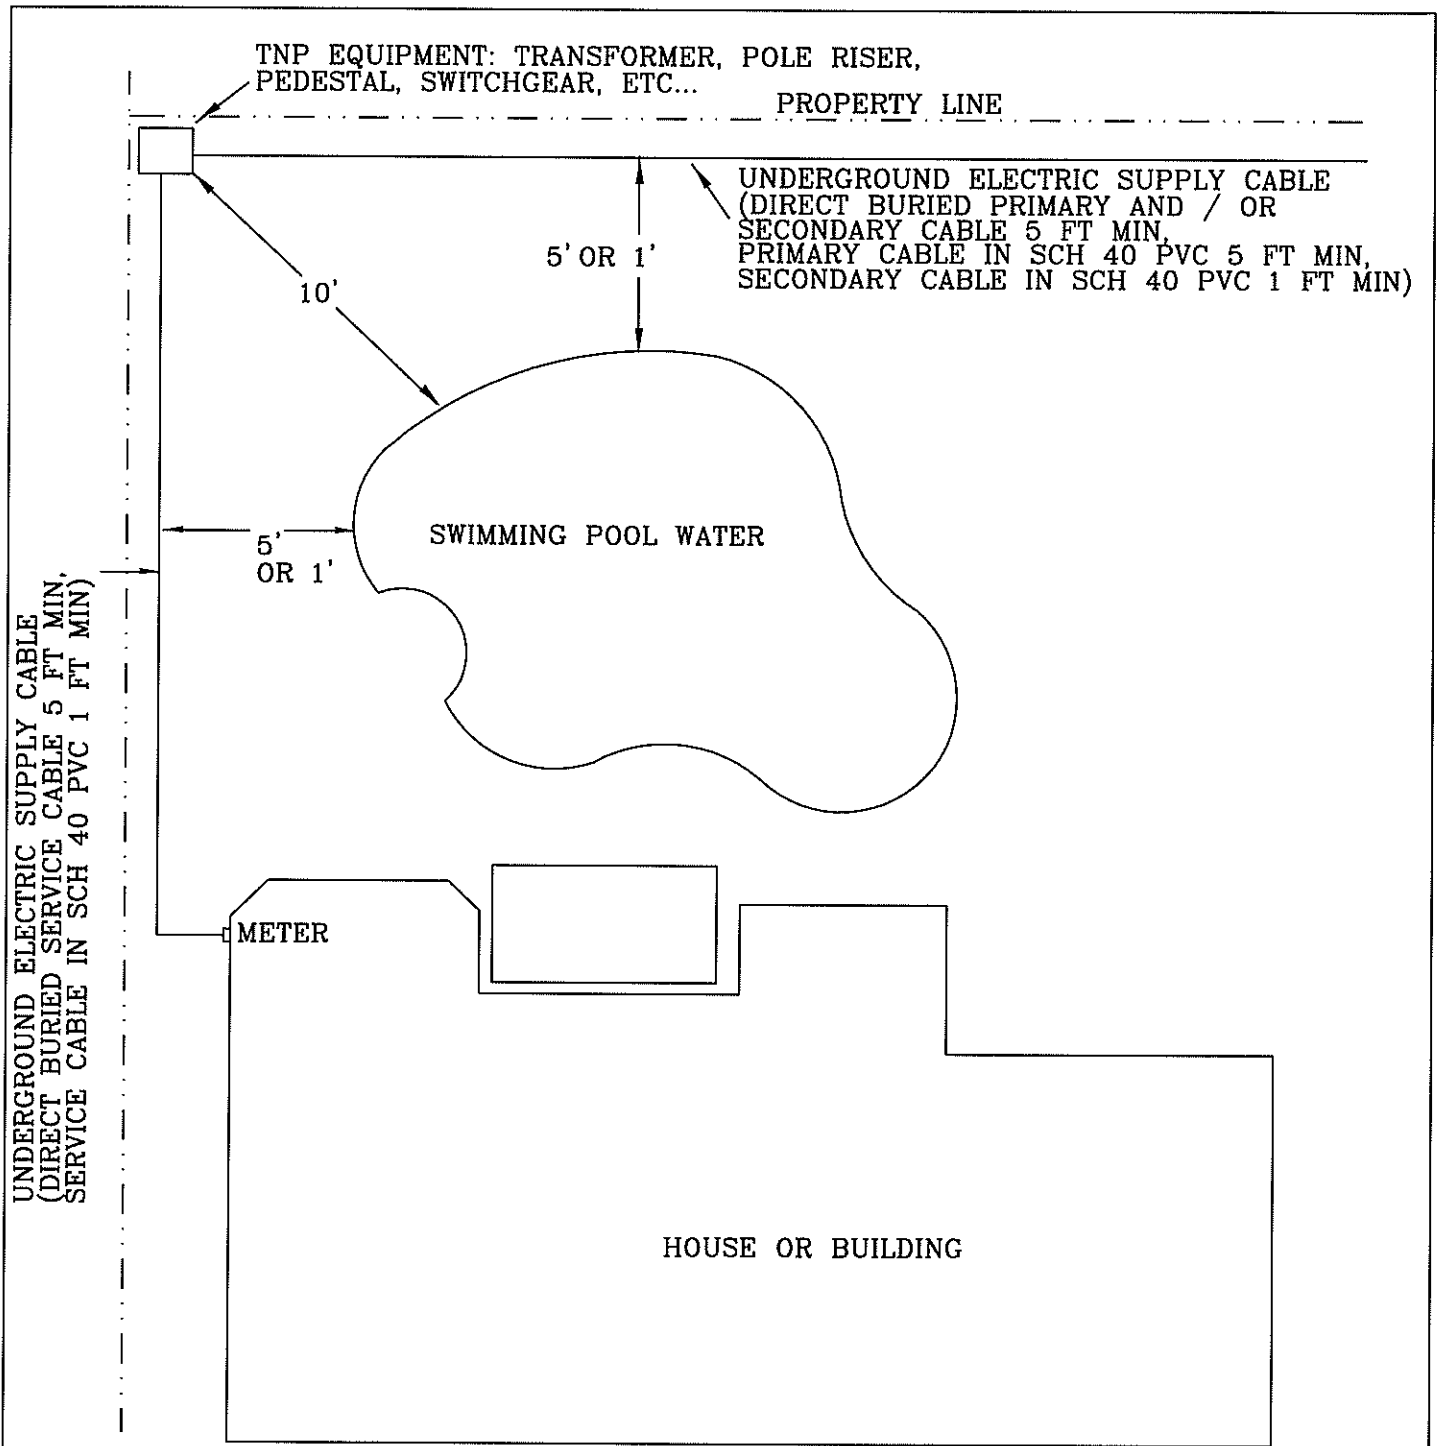 TNP EQUIPMENT: TRANSFORMER, POLE RISER,
PEDESTAL, SWITCHGEAR, ETC...
PROPERTY LINE
UNDERGROUND ELECTRIC SUPPLY CABLE
(DIRECT BURIED PRIMARY AND / OR
SECONDARY CABLE 5 FT MIN,
PRIMARY CABLE IN SCH 40 PVC 5 FT MIN,
SECONDARY CABLE IN SCH 40 PVC 1 FT MIN)
5' OR 1'
10'
SWIMMING POOL WATER
5'
OR 1'
UNDERGROUND ELECTRIC SUPPLY CABLE
(DIRECT BURIED SERVICE CABLE 5 FT MIN,
SERVICE CABLE IN SCH 40 PVC 1 FT MIN)
METER
HOUSE OR BUILDING